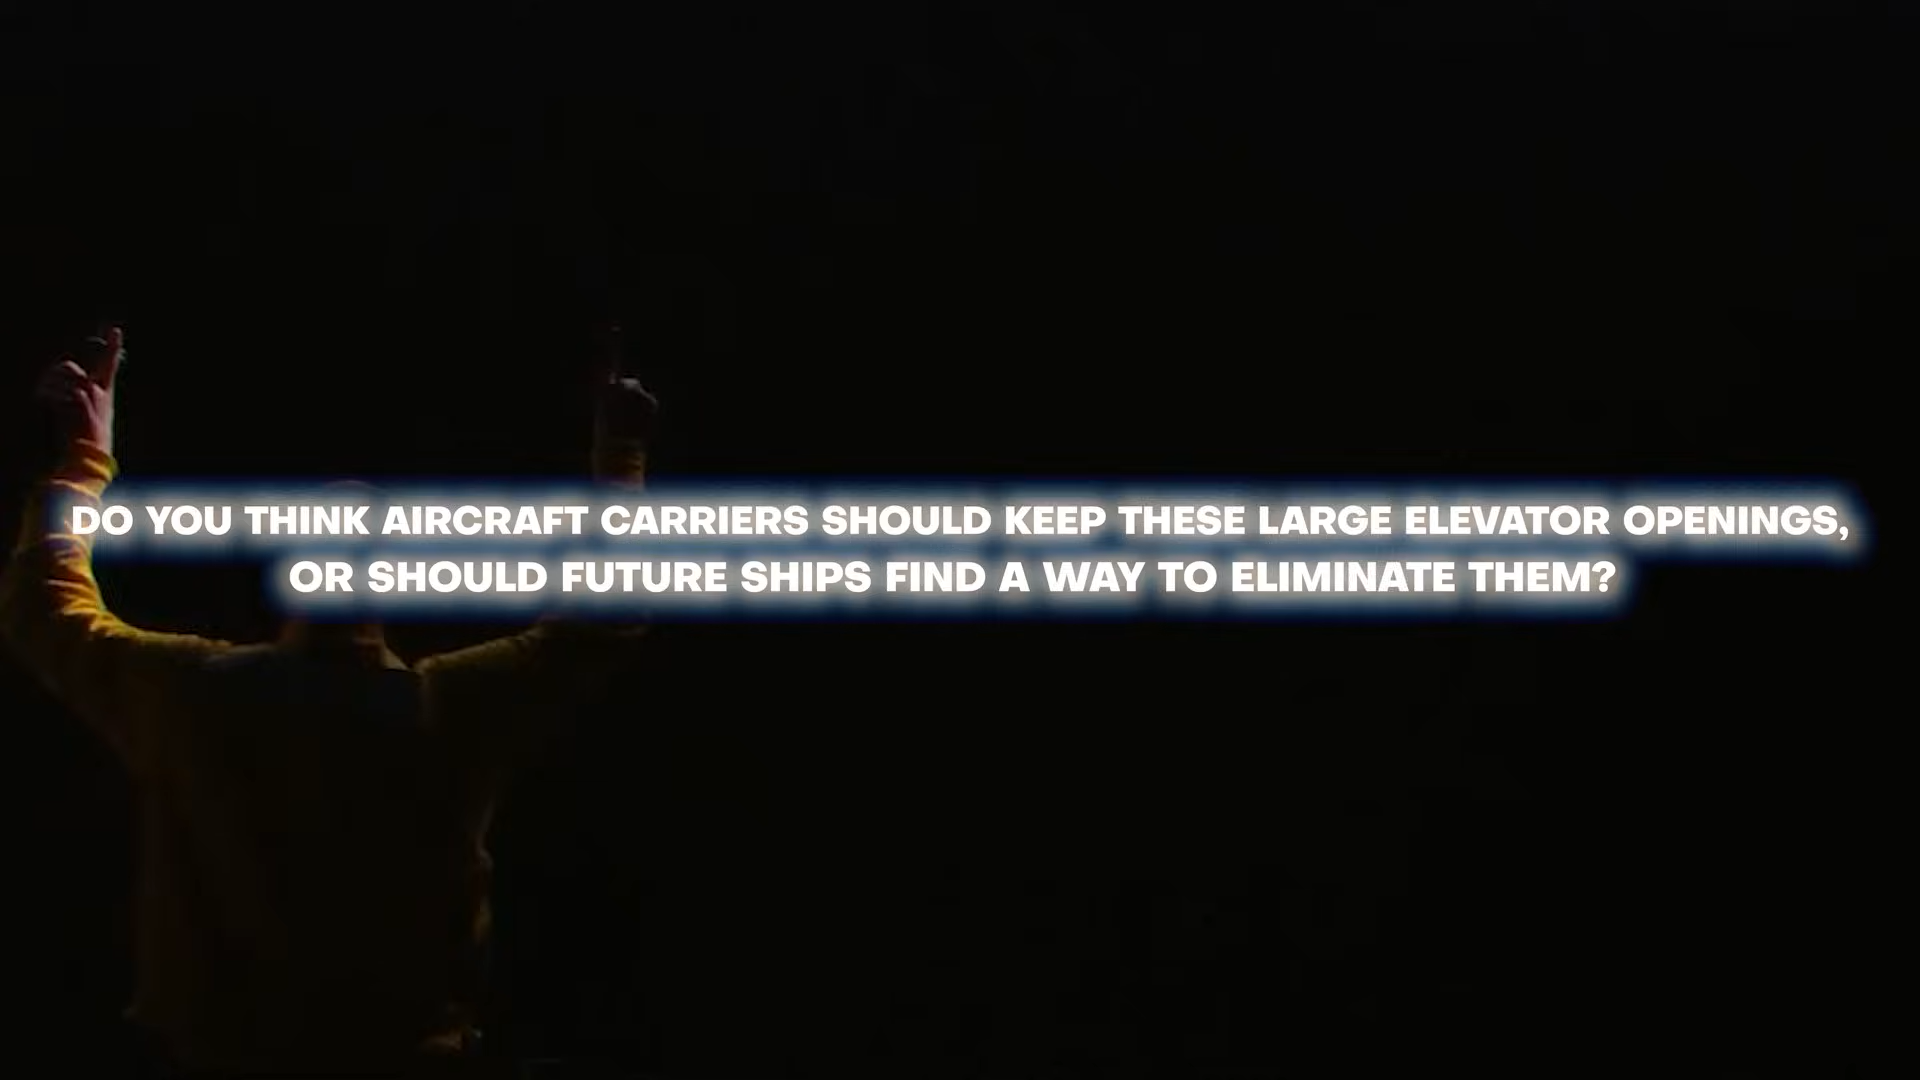 DO YOU THINK AIRCRAFT CARRIERS SHOULD KEEP THESE LARGE ELEVATOR OPENINGS,
OR SHOULD FUTURE SHIPS FIND A WAY TO ELIMINATE THEM?